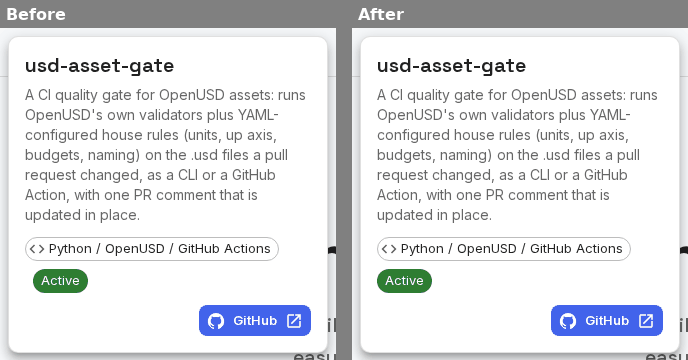 Before
usd-asset-gate
A CI quality gate for OpenUSD assets: runs
OpenUSD's own validators plus YAML-
configured house rules (units, up axis,
budgets, naming) on the .usd files a pull
request changed, as a CLI or a GitHub
Action, with one PR comment that is
updated in place.
Python / OpenUSD / GitHub Actions
Active
GitHub
After
usd-asset-gate
A CI quality gate for OpenUSD assets: runs
OpenUSD's own validators plus YAML-
configured house rules (units, up axis,
budgets, naming) on the .usd files a pull
request changed, as a CLI or a GitHub
Action, with one PR comment that is
updated in place.
Python / OpenUSD / GitHub Actions
Active
GitHub